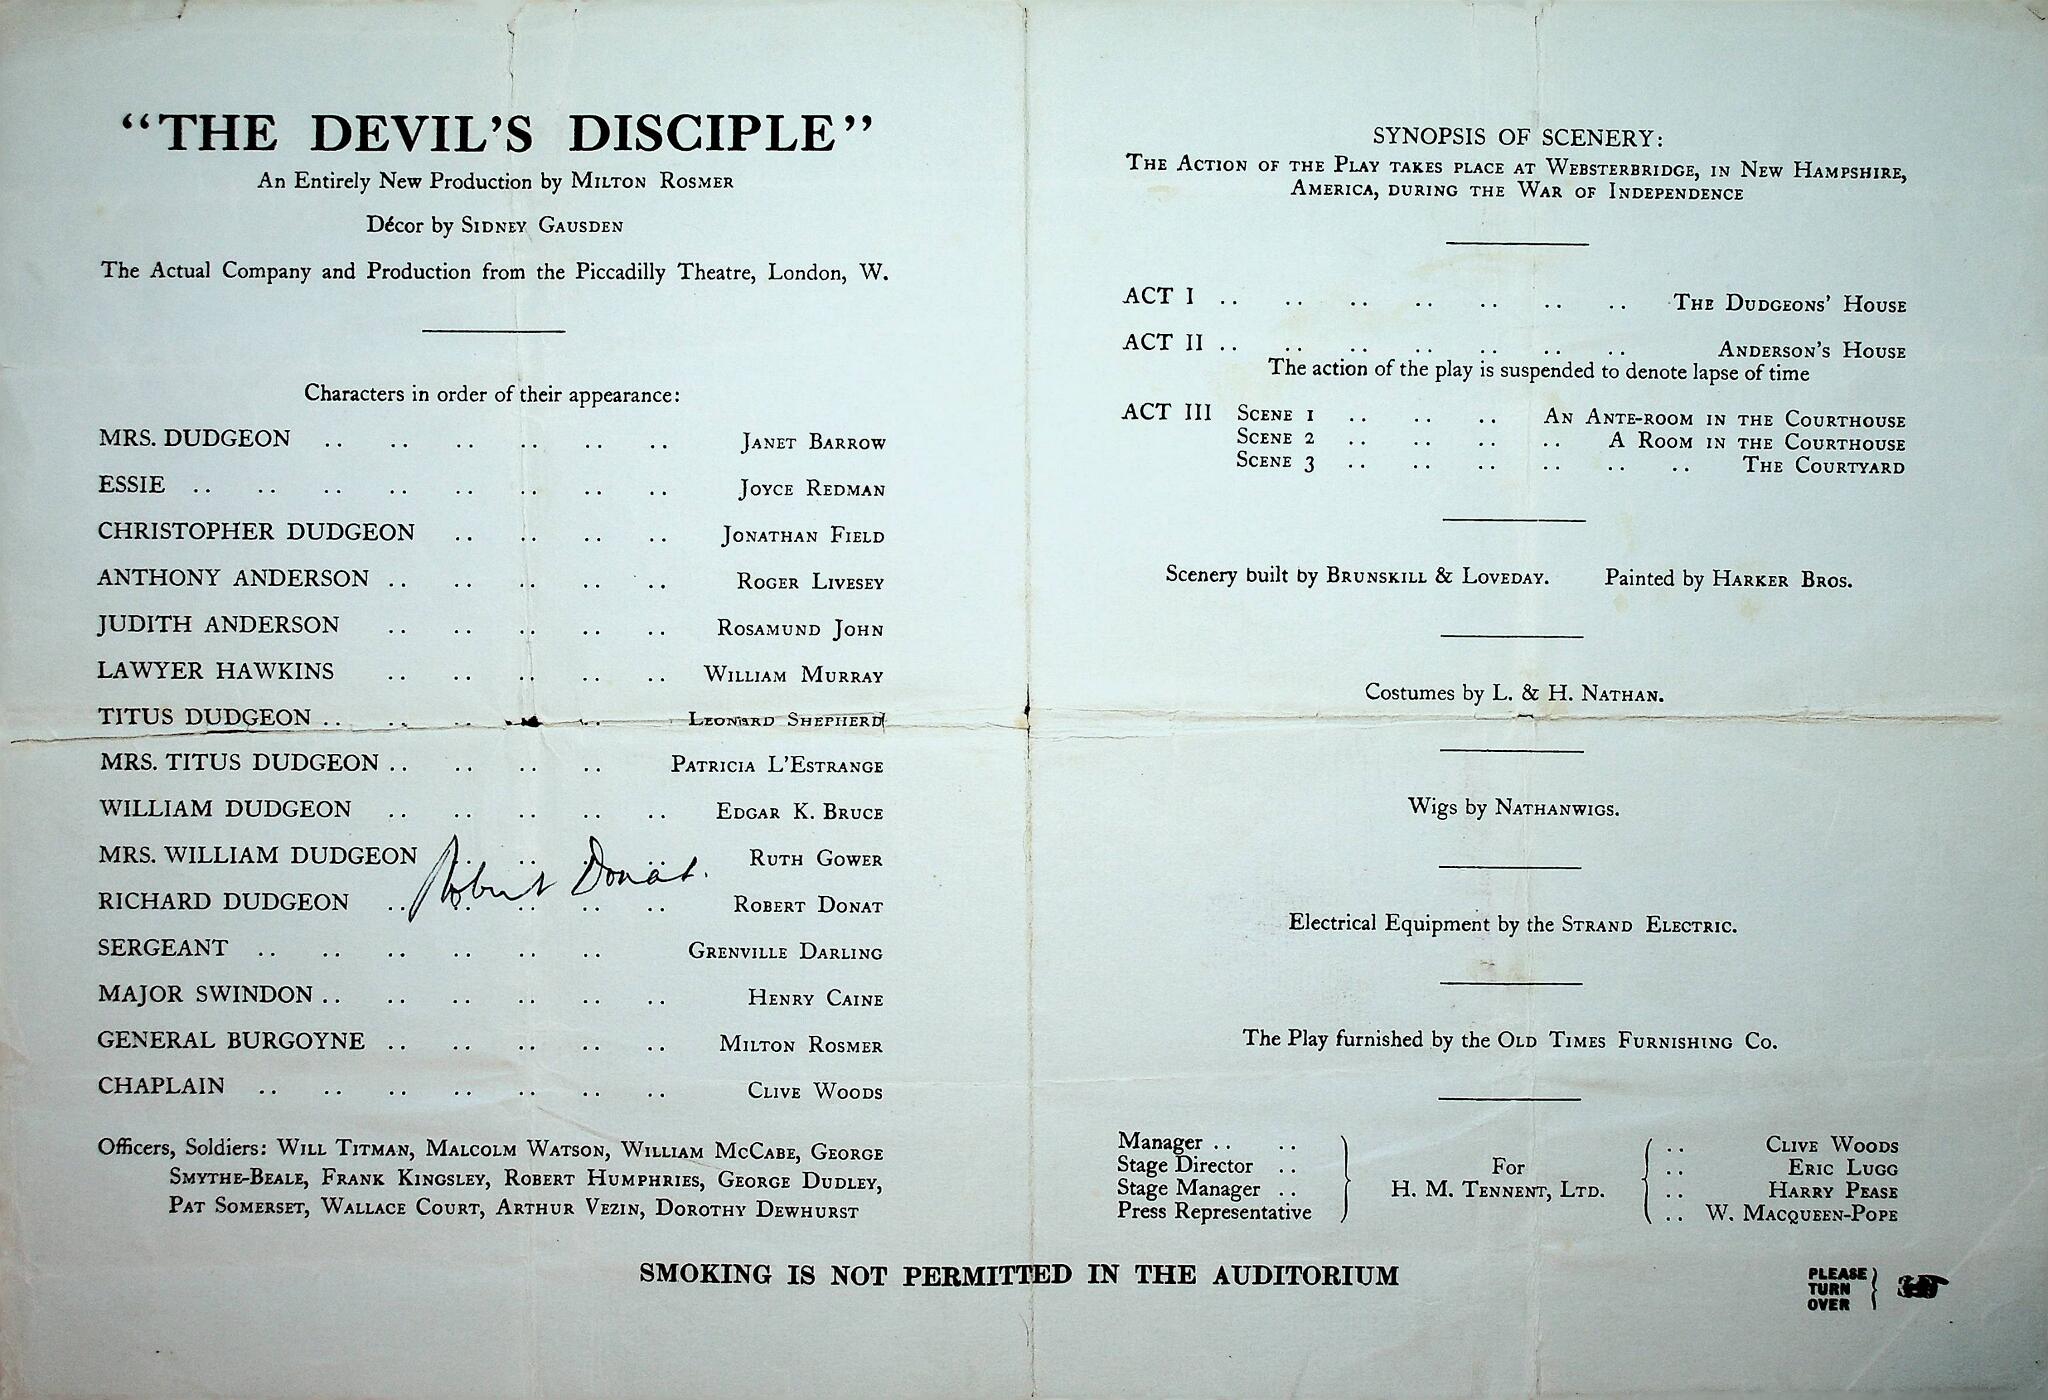 "THE DEVIL'S DISCIPLE"
An Entirely New Production by MILTON ROSMER
Décor by SIDNEY GAUSDEN
The Actual Company and Production from the Piccadilly Theatre, London, W.
Characters in order of their appearance:
MRS. DUDGEON .. .. .. .. .. .. JANET BARROW
ESSIE .. .. .. .. .. .. .. .. JOYCE REDMAN
CHRISTOPHER DUDGEON .. .. .. .. JONATHAN FIELD
ANTHONY ANDERSON .. .. .. .. .. ROGER LIVESEY
JUDITH ANDERSON .. .. .. .. .. ROSAMUND JOHN
LAWYER HAWKINS .. .. .. .. .. WILLIAM MURRAY
TITUS DUDGEON .. .. .. .. .. LEONARD SHEPHERD
MRS. TITUS DUDGEON .. .. .. .. PATRICIA L'ESTRANGE
WILLIAM DUDGEON .. .. .. .. .. EDGAR K. BRUCE
MRS. WILLIAM DUDGEON .. .. .. .. RUTH GOWER
Robert Donat.
RICHARD DUDGEON .. .. .. .. .. ROBERT DONAT
SERGEANT .. .. .. .. .. .. GRENVILLE DARLING
MAJOR SWINDON .. .. .. .. .. .. HENRY CAINE
GENERAL BURGOYNE .. .. .. .. .. MILTON ROSMER
CHAPLAIN .. .. .. .. .. .. .. CLIVE WOODS
Officers, Soldiers: WILL TITMAN, MALCOLM WATSON, WILLIAM MCCABE, GEORGE
SMYTHE-BEALE, FRANK KINGSLEY, ROBERT HUMPHRIES, GEORGE DUDLEY,
PAT SOMERSET, WALLACE COURT, ARTHUR VEZIN, DOROTHY DEWHURST
SYNOPSIS OF SCENERY:
THE ACTION OF THE PLAY TAKES PLACE AT WEBSTERBRIDGE, IN NEW HAMPSHIRE,
AMERICA, DURING THE WAR OF INDEPENDENCE
ACT I .. .. .. .. .. .. .. THE DUDGEONS' HOUSE
ACT II .. .. .. .. .. .. .. ANDERSON'S HOUSE
The action of the play is suspended to denote lapse of time
ACT III SCENE 1 .. .. .. AN ANTE-ROOM IN THE COURTHOUSE
SCENE 2 .. .. .. .. A ROOM IN THE COURTHOUSE
SCENE 3 .. .. .. .. .. .. THE COURTYARD
Scenery built by BRUNSKILL & LOVEDAY. Painted by HARKER BROS.
Costumes by L. & H. NATHAN.
Wigs by NATHANWIGS.
Electrical Equipment by the STRAND ELECTRIC.
The Play furnished by the OLD TIMES FURNISHING CO.
Manager .. .. .. CLIVE WOODS
Stage Director .. For .. ERIC LUGG
Stage Manager .. H. M. TENNENT, LTD. .. HARRY PEASE
Press Representative .. W. MACQUEEN-POPE
SMOKING IS NOT PERMITTED IN THE AUDITORIUM
PLEASE
TURN
OVER